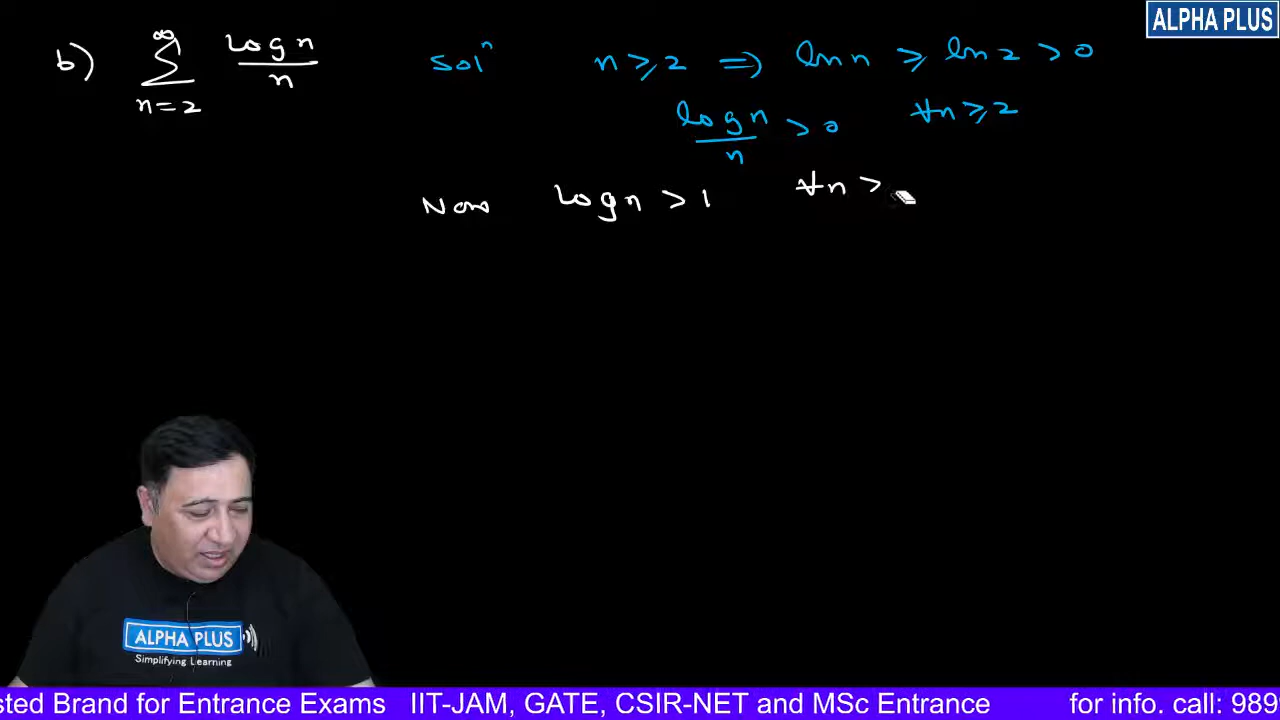 ALPHA PLUS
b) ∞ Σ n=2 log n / n
solⁿ n ≥ 2 ⇒ ln n ≥ ln 2 > 0
log n / n > 0 ∀n ≥ 2
Now log n > 1 ∀n >
ALPHA PLUS
Simplifying Learning
sted Brand for Entrance Exams IIT-JAM, GATE, CSIR-NET and MSc Entrance for info. call: 989